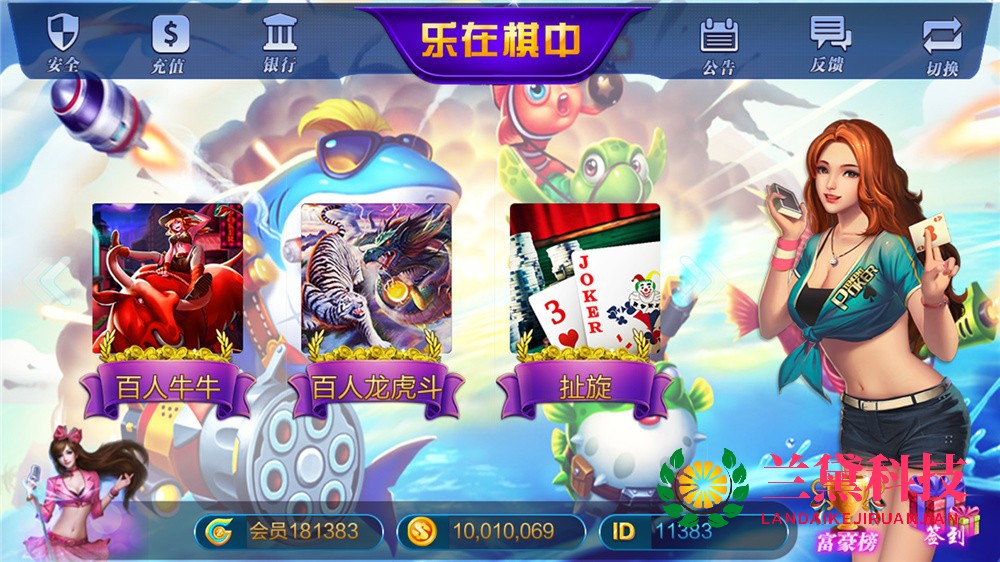 安全
充值
银行
乐在棋中
公告
反馈
切换
JOKER
3
POKER
百人牛牛
百人龙虎斗
扯旋
兰黛科技
LANDAIKEJIRUANJIAN
会员181383
10,010,069
ID 11383
富豪榜
签到